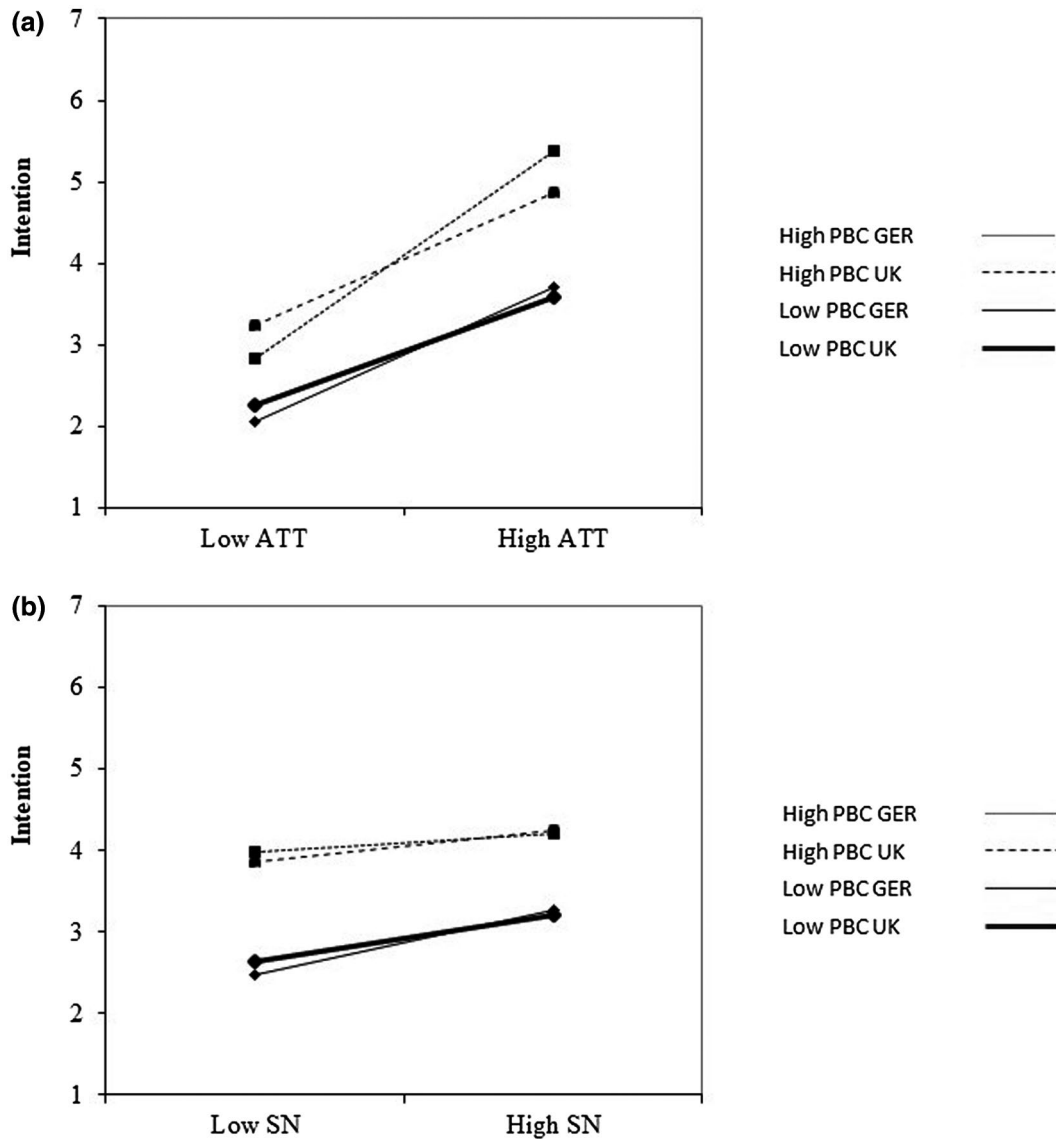 (a)
7
6
5
4
3
2
1
Intention
Low ATT
High ATT
High PBC GER
High PBC UK
Low PBC GER
Low PBC UK
(b)
7
6
5
4
3
2
1
Intention
Low SN
High SN
High PBC GER
High PBC UK
Low PBC GER
Low PBC UK